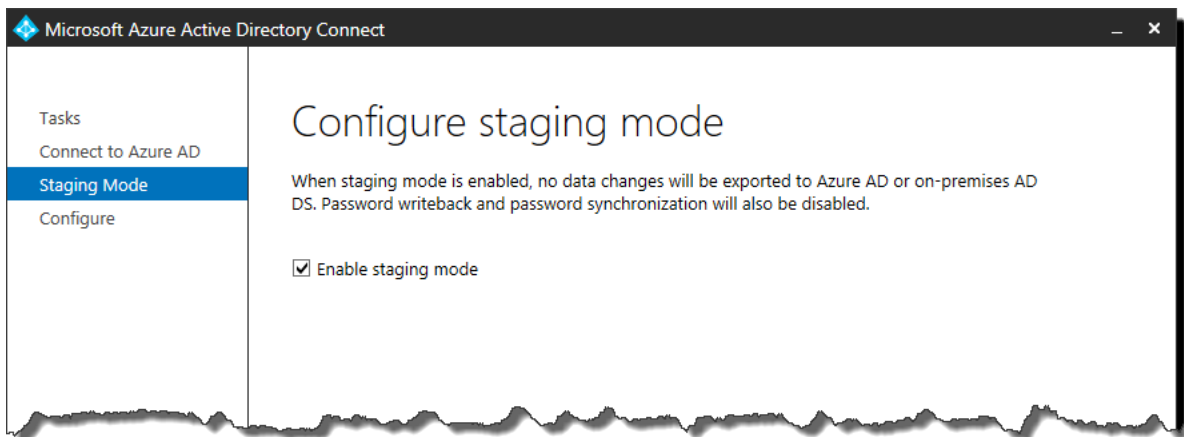 Microsoft Azure Active Directory Connect
Tasks
Connect to Azure AD
Staging Mode
Configure
Configure staging mode
When staging mode is enabled, no data changes will be exported to Azure AD or on-premises AD
DS. Password writeback and password synchronization will also be disabled.
Enable staging mode